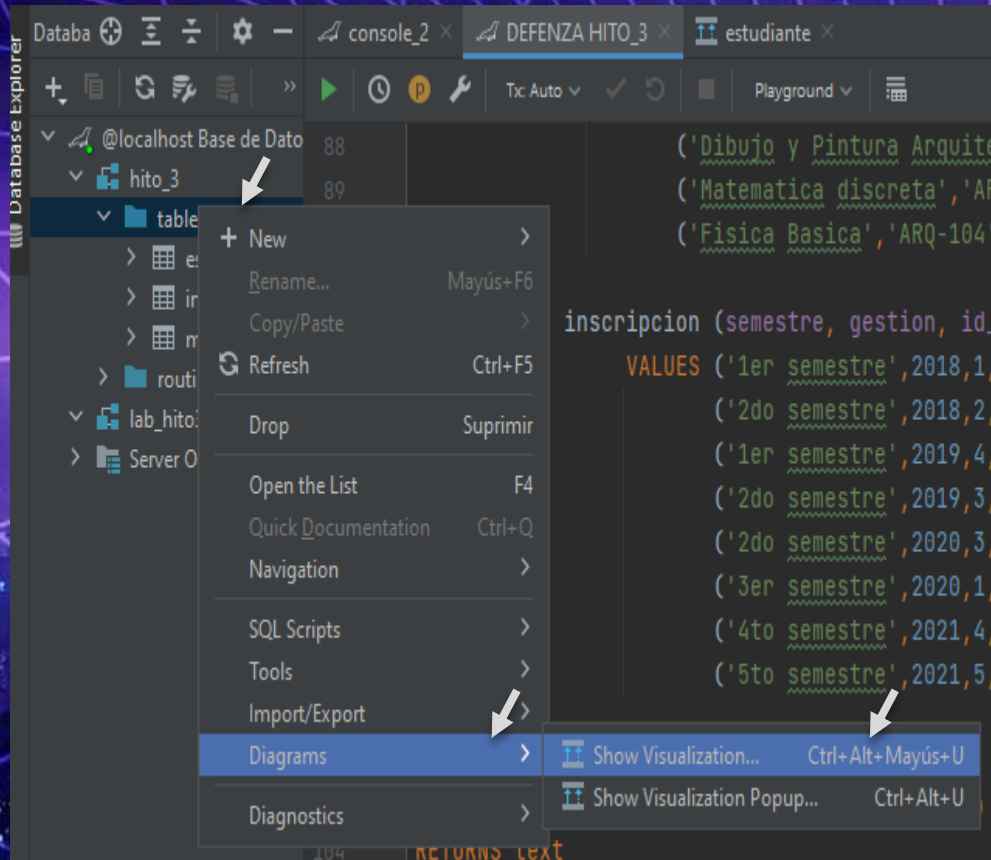 Databa
console_2
DEFENZA HITO_3
estudiante
Tx: Auto
Playground
Database Explorer
@localhost Base de Dato
hito_3
table
es
in
m
routi
lab_hito3
Server O
New
Rename... Mayús+F6
Copy/Paste
Refresh Ctrl+F5
Drop Suprimir
Open the List F4
Quick Documentation Ctrl+Q
Navigation
SQL Scripts
Tools
Import/Export
Diagrams
Diagnostics
Show Visualization... Ctrl+Alt+Mayús+U
Show Visualization Popup... Ctrl+Alt+U
88 ('Dibujo y Pintura Arquite
89 ('Matematica discreta','AR
('Fisica Basica','ARQ-104'
inscripcion (semestre, gestion, id_
VALUES ('1er semestre',2018,1,
('2do semestre',2018,2,
('1er semestre',2019,4,
('2do semestre',2019,3,
('2do semestre',2020,3,
('3er semestre',2020,1,
('4to semestre',2021,4,
('5to semestre',2021,5,
104 RETURNS text